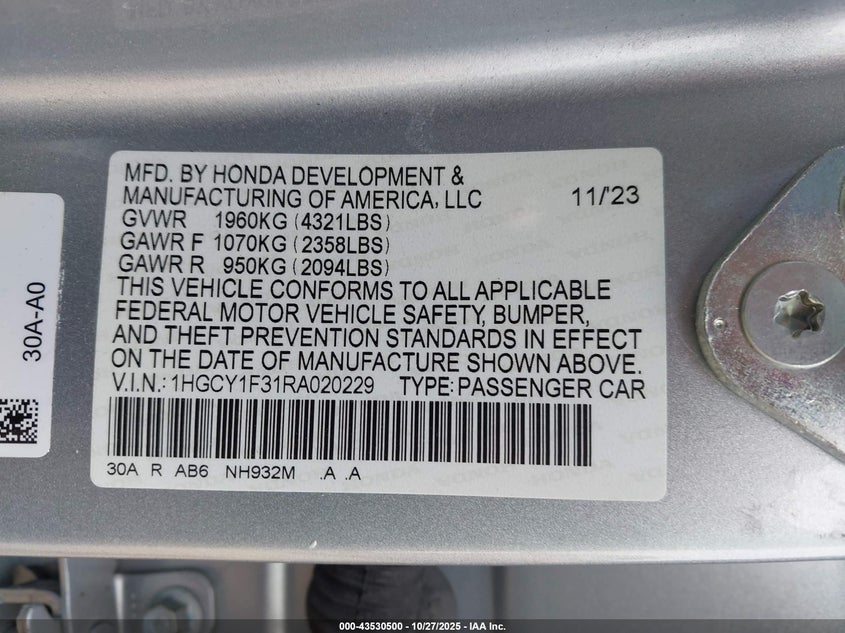 MFD. BY HONDA DEVELOPMENT &
MANUFACTURING OF AMERICA, LLC 11/'23
GVWR 1960KG (4321LBS)
GAWR F 1070KG (2358LBS)
GAWR R 950KG (2094LBS)
THIS VEHICLE CONFORMS TO ALL APPLICABLE
FEDERAL MOTOR VEHICLE SAFETY, BUMPER,
AND THEFT PREVENTION STANDARDS IN EFFECT
ON THE DATE OF MANUFACTURE SHOWN ABOVE.
V.I.N.: 1HGCY1F31RA020229 TYPE: PASSENGER CAR
30A R AB6 NH932M .A .A
30A-A0
000-43530500 | 10/27/2025 - IAA Inc.